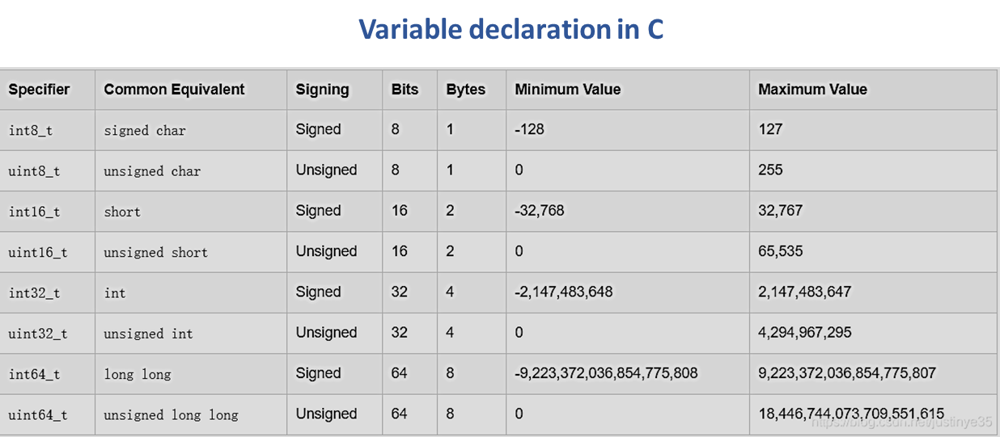 Variable declaration in C
Specifier Common Equivalent Signing Bits Bytes Minimum Value Maximum Value
int8_t signed char Signed 8 1 -128 127
uint8_t unsigned char Unsigned 8 1 0 255
int16_t short Signed 16 2 -32,768 32,767
uint16_t unsigned short Unsigned 16 2 0 65,535
int32_t int Signed 32 4 -2,147,483,648 2,147,483,647
uint32_t unsigned int Unsigned 32 4 0 4,294,967,295
int64_t long long Signed 64 8 -9,223,372,036,854,775,808 9,223,372,036,854,775,807
uint64_t unsigned long long Unsigned 64 8 0 18,446,744,073,709,551,615
https://blog.csdn.net/justinye35